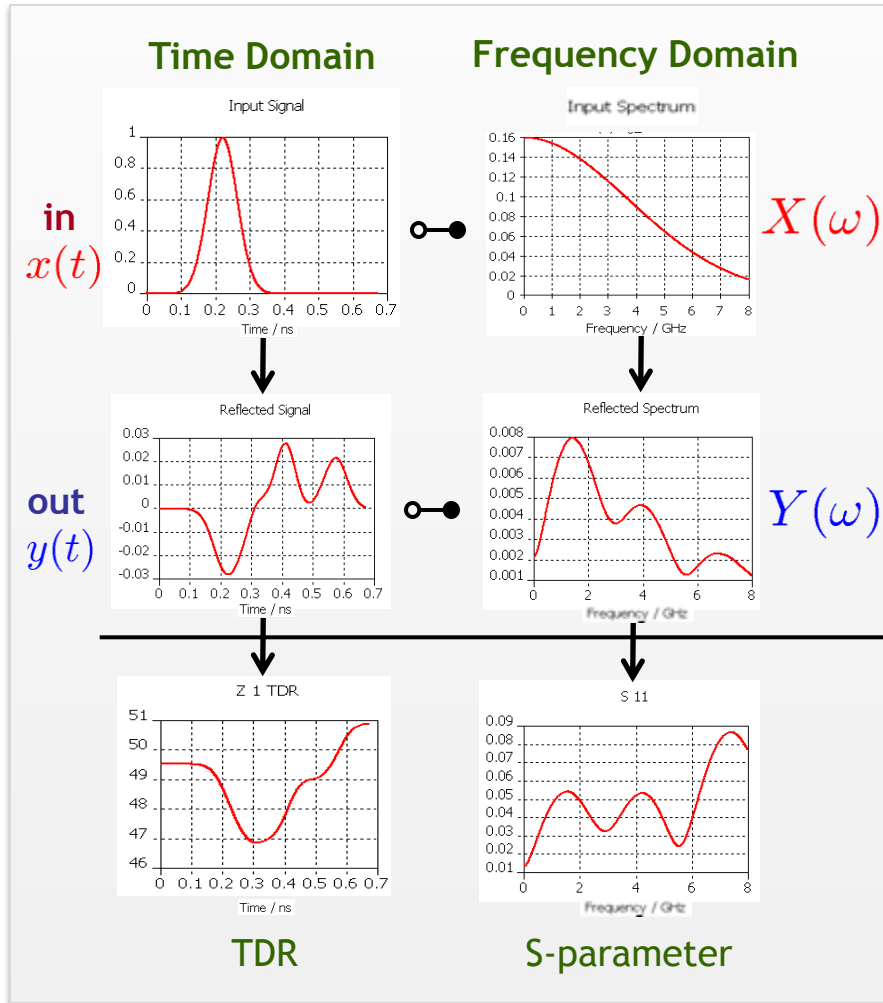 Time Domain
Frequency Domain
Input Signal
1
0.8
0.6
0.4
0.2
0
0 0.1 0.2 0.3 0.4 0.5 0.6 0.7
Time / ns
Input Spectrum
0.16
0.14
0.12
0.1
0.08
0.06
0.04
0.02
0
0 1 2 3 4 5 6 7 8
Frequency / GHz
in
x(t)
X(ω)
Reflected Signal
0.03
0.02
0.01
0
-0.01
-0.02
-0.03
0 0.1 0.2 0.3 0.4 0.5 0.6 0.7
Time / ns
Reflected Spectrum
0.008
0.007
0.006
0.005
0.004
0.003
0.002
0.001
0 2 4 6 8
Frequency / GHz
out
y(t)
Y(ω)
Z 1 TDR
51
50
49
48
47
46
0 0.1 0.2 0.3 0.4 0.5 0.6 0.7
Time / ns
S 11
0.09
0.08
0.07
0.06
0.05
0.04
0.03
0.02
0.01
0 2 4 6 8
Frequency / GHz
TDR
S-parameter